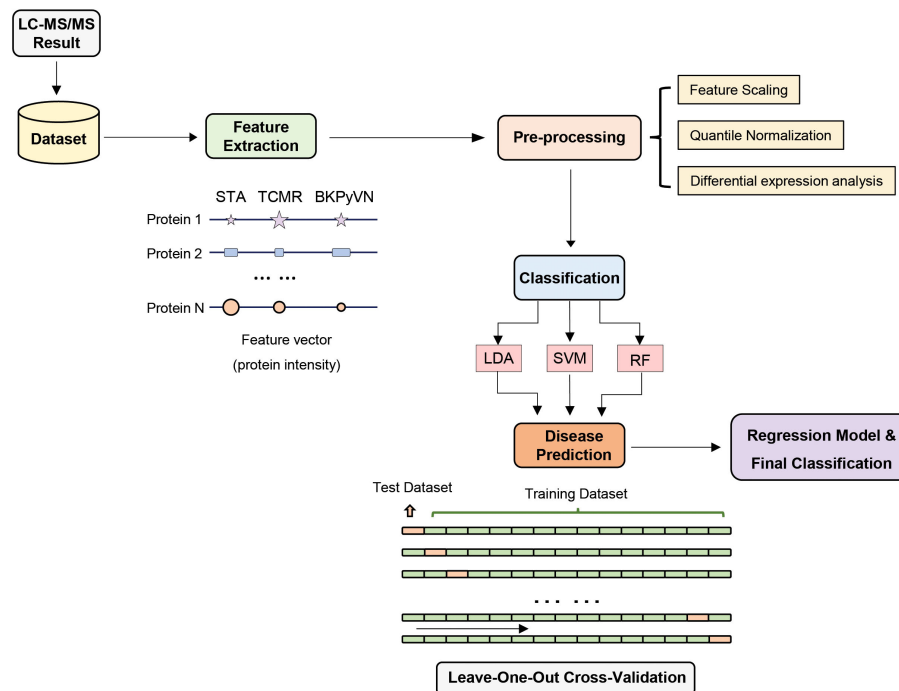 LC-MS/MS
Result
Dataset
Feature
Extraction
Pre-processing
Feature Scaling
Quantile Normalization
Differential expression analysis
STA TCMR BKPyVN
Protein 1
Protein 2
... ...
Protein N
Feature vector
(protein intensity)
Classification
LDA
SVM
RF
Disease
Prediction
Regression Model &
Final Classification
Test Dataset
Training Dataset
... ...
Leave-One-Out Cross-Validation